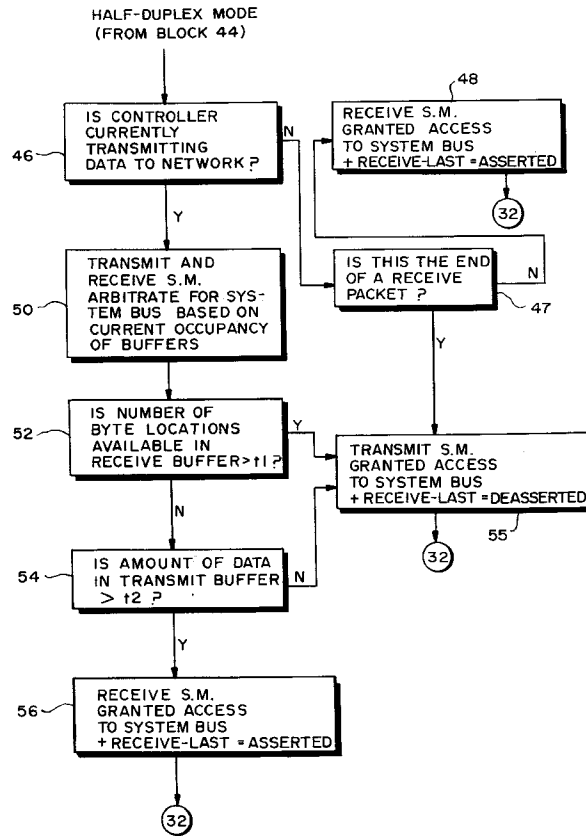 HALF-DUPLEX MODE
(FROM BLOCK 44)
46
IS CONTROLLER
CURRENTLY
TRANSMITTING
DATA TO NETWORK?
N
Y
48
RECEIVE S.M.
GRANTED ACCESS
TO SYSTEM BUS
+ RECEIVE-LAST = ASSERTED
32
IS THIS THE END
OF A RECEIVE
PACKET ?
N
47
Y
50
TRANSMIT AND
RECEIVE S.M.
ARBITRATE FOR SYS-
TEM BUS BASED ON
CURRENT OCCUPANCY
OF BUFFERS
52
IS NUMBER OF
BYTE LOCATIONS
AVAILABLE IN
RECEIVE BUFFER>t1?
Y
N
TRANSMIT S.M.
GRANTED ACCESS
TO SYSTEM BUS
+ RECEIVE-LAST = DEASSERTED
55
32
54
IS AMOUNT OF DATA
IN TRANSMIT BUFFER
> t2 ?
N
Y
56
RECEIVE S.M.
GRANTED ACCESS
TO SYSTEM BUS
+ RECEIVE-LAST = ASSERTED
32